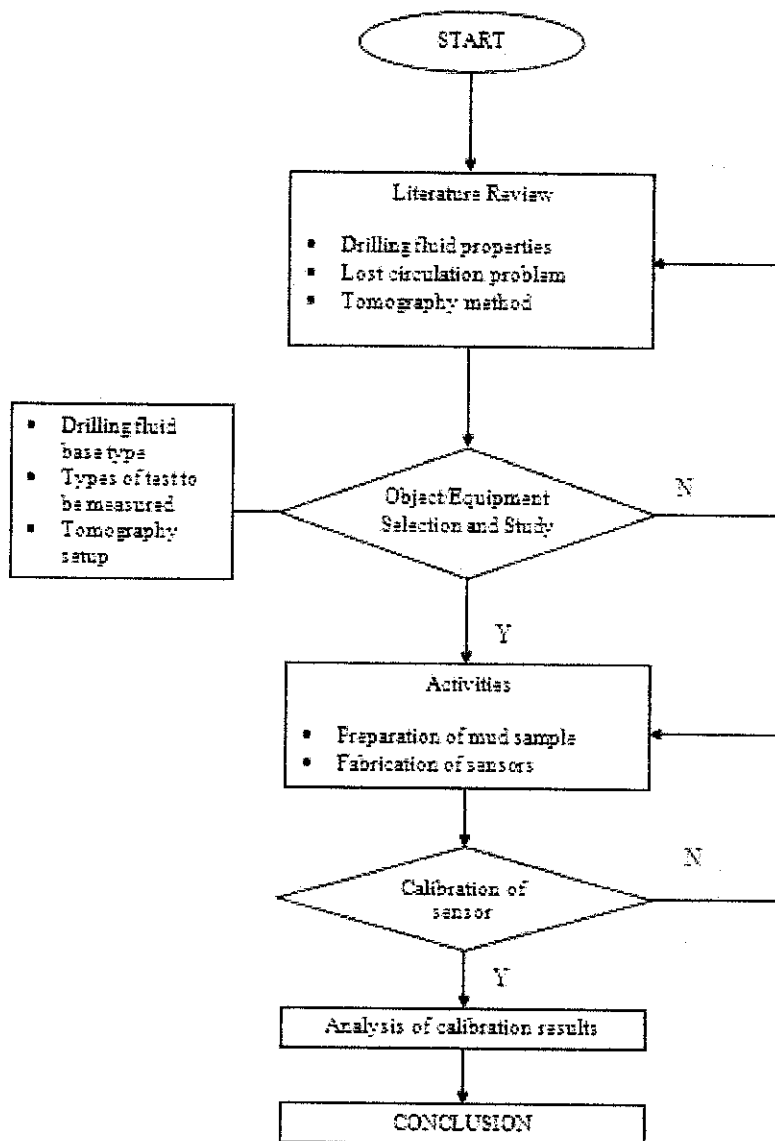 START
Literature Review
• Drilling fluid properties
• Lost circulation problem
• Tomography method
• Drilling fluid
base type
• Types of test to
be measured
• Tomography
setup
Object/Equipment
Selection and Study
N
Y
Activities
• Preparation of mud sample
• Fabrication of sensors
Calibration of
sensor
N
Y
Analysis of calibration results
CONCLUSION